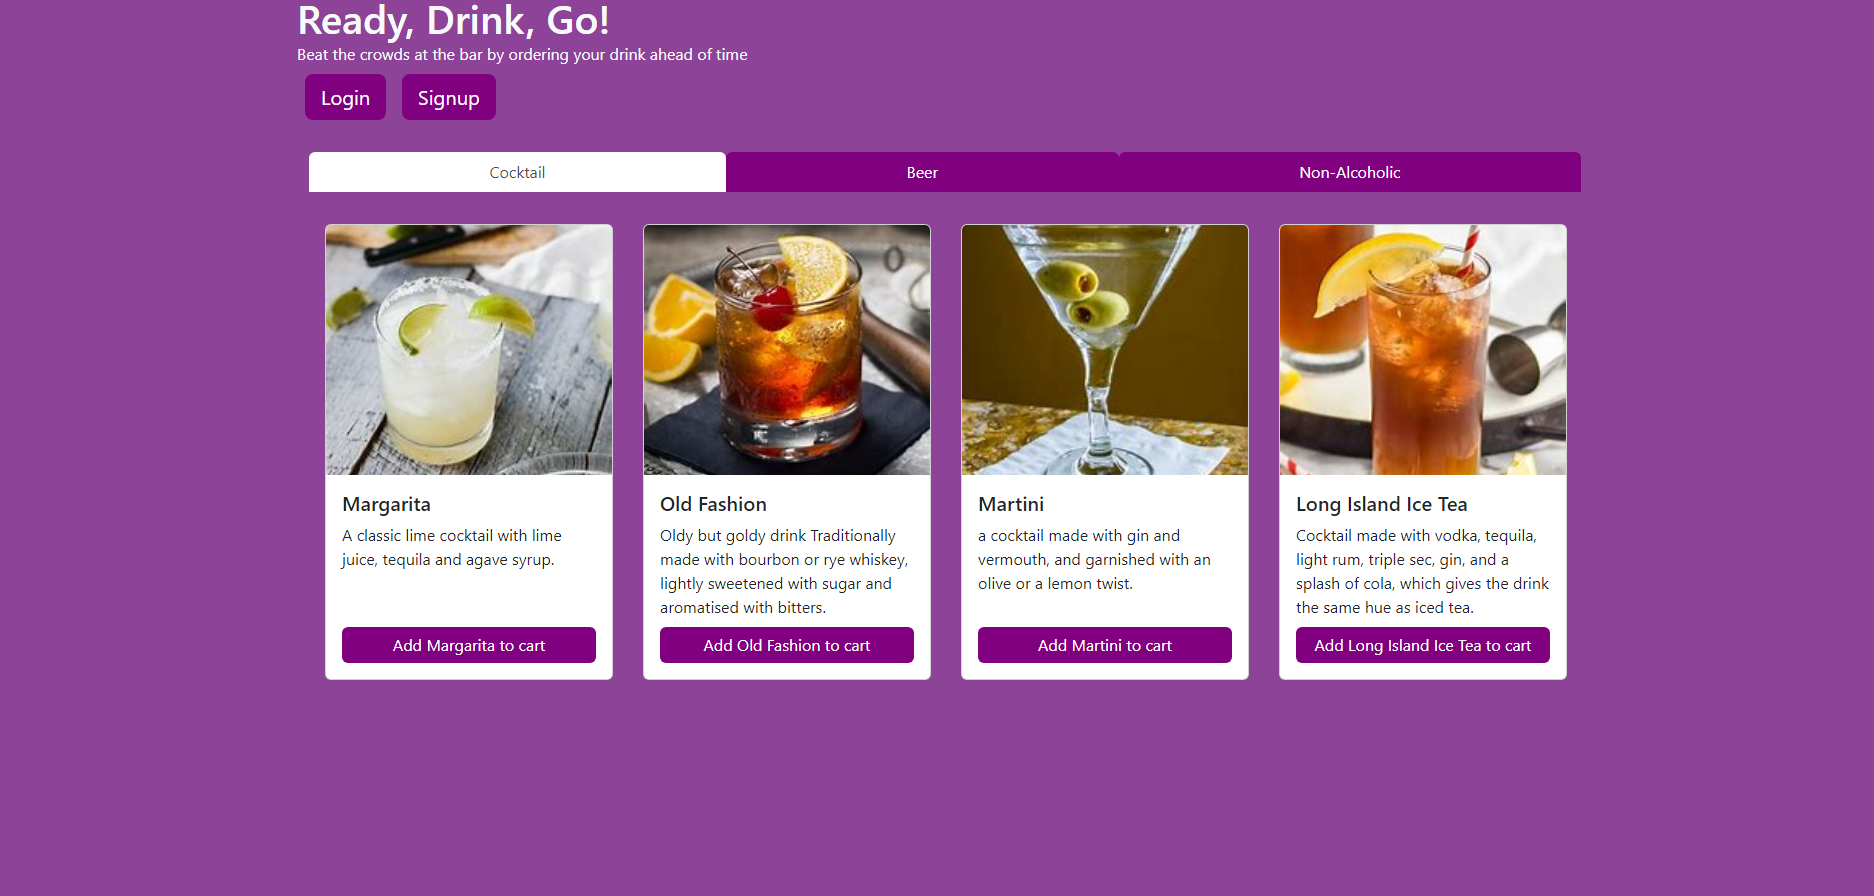 Ready, Drink, Go!
Beat the crowds at the bar by ordering your drink ahead of time
Login
Signup
Cocktail
Beer
Non-Alcoholic
Margarita
A classic lime cocktail with lime
juice, tequila and agave syrup.
Add Margarita to cart
Old Fashion
Oldy but goldy drink Traditionally
made with bourbon or rye whiskey,
lightly sweetened with sugar and
aromatised with bitters.
Add Old Fashion to cart
Martini
a cocktail made with gin and
vermouth, and garnished with an
olive or a lemon twist.
Add Martini to cart
Long Island Ice Tea
Cocktail made with vodka, tequila,
light rum, triple sec, gin, and a
splash of cola, which gives the drink
the same hue as iced tea.
Add Long Island Ice Tea to cart